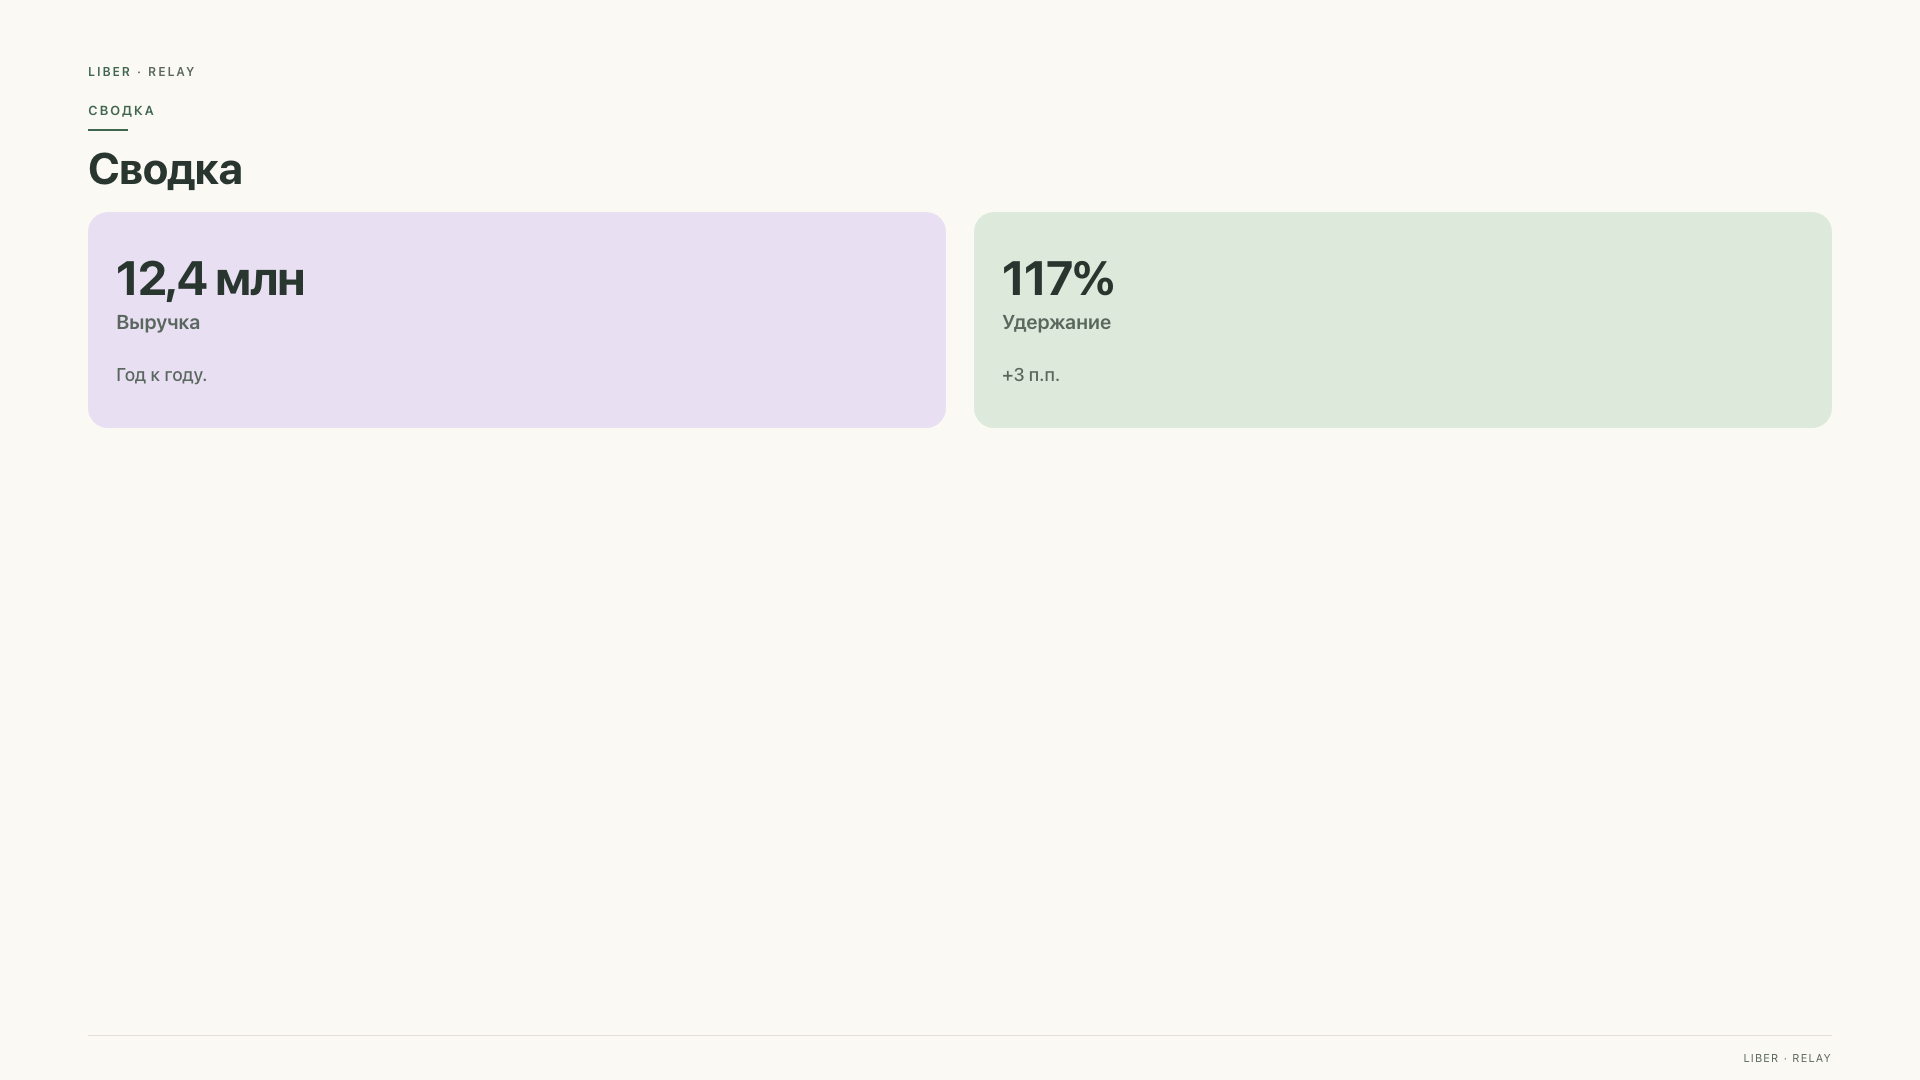 LIBER · RELAY
СВОДКА
Сводка
12,4 млн
Выручка
Год к году.
117%
Удержание
+3 п.п.
LIBER · RELAY